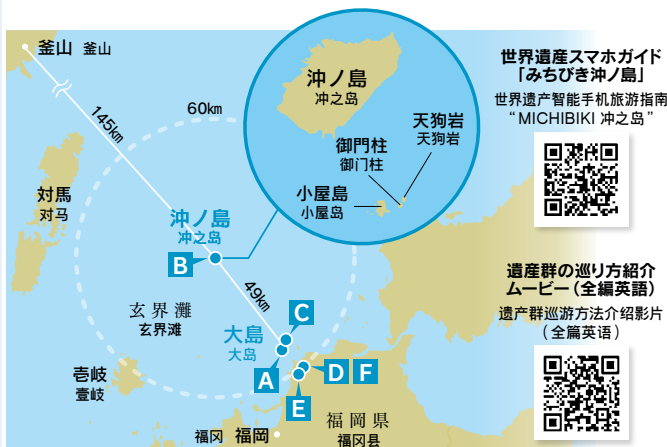 釜山 釜山
145km
60km
沖ノ島
冲之岛
天狗岩
天狗岩
御門柱
御门柱
小屋島
小屋岛
対馬
对马
沖ノ島
冲之岛
B
49km
玄界灘
玄界滩
C
大島
大岛
A
D F
E
壱岐
壹岐
福冈 福岡
福岡県
福冈县
世界遺産スマホガイド
「みちびき沖ノ島」
世界遗产智能手机旅游指南
“MICHIBIKI 冲之岛”
遺産群の巡り方紹介
ムービー（全編英語）
遗产群巡游方法介绍影片
（全篇英语）